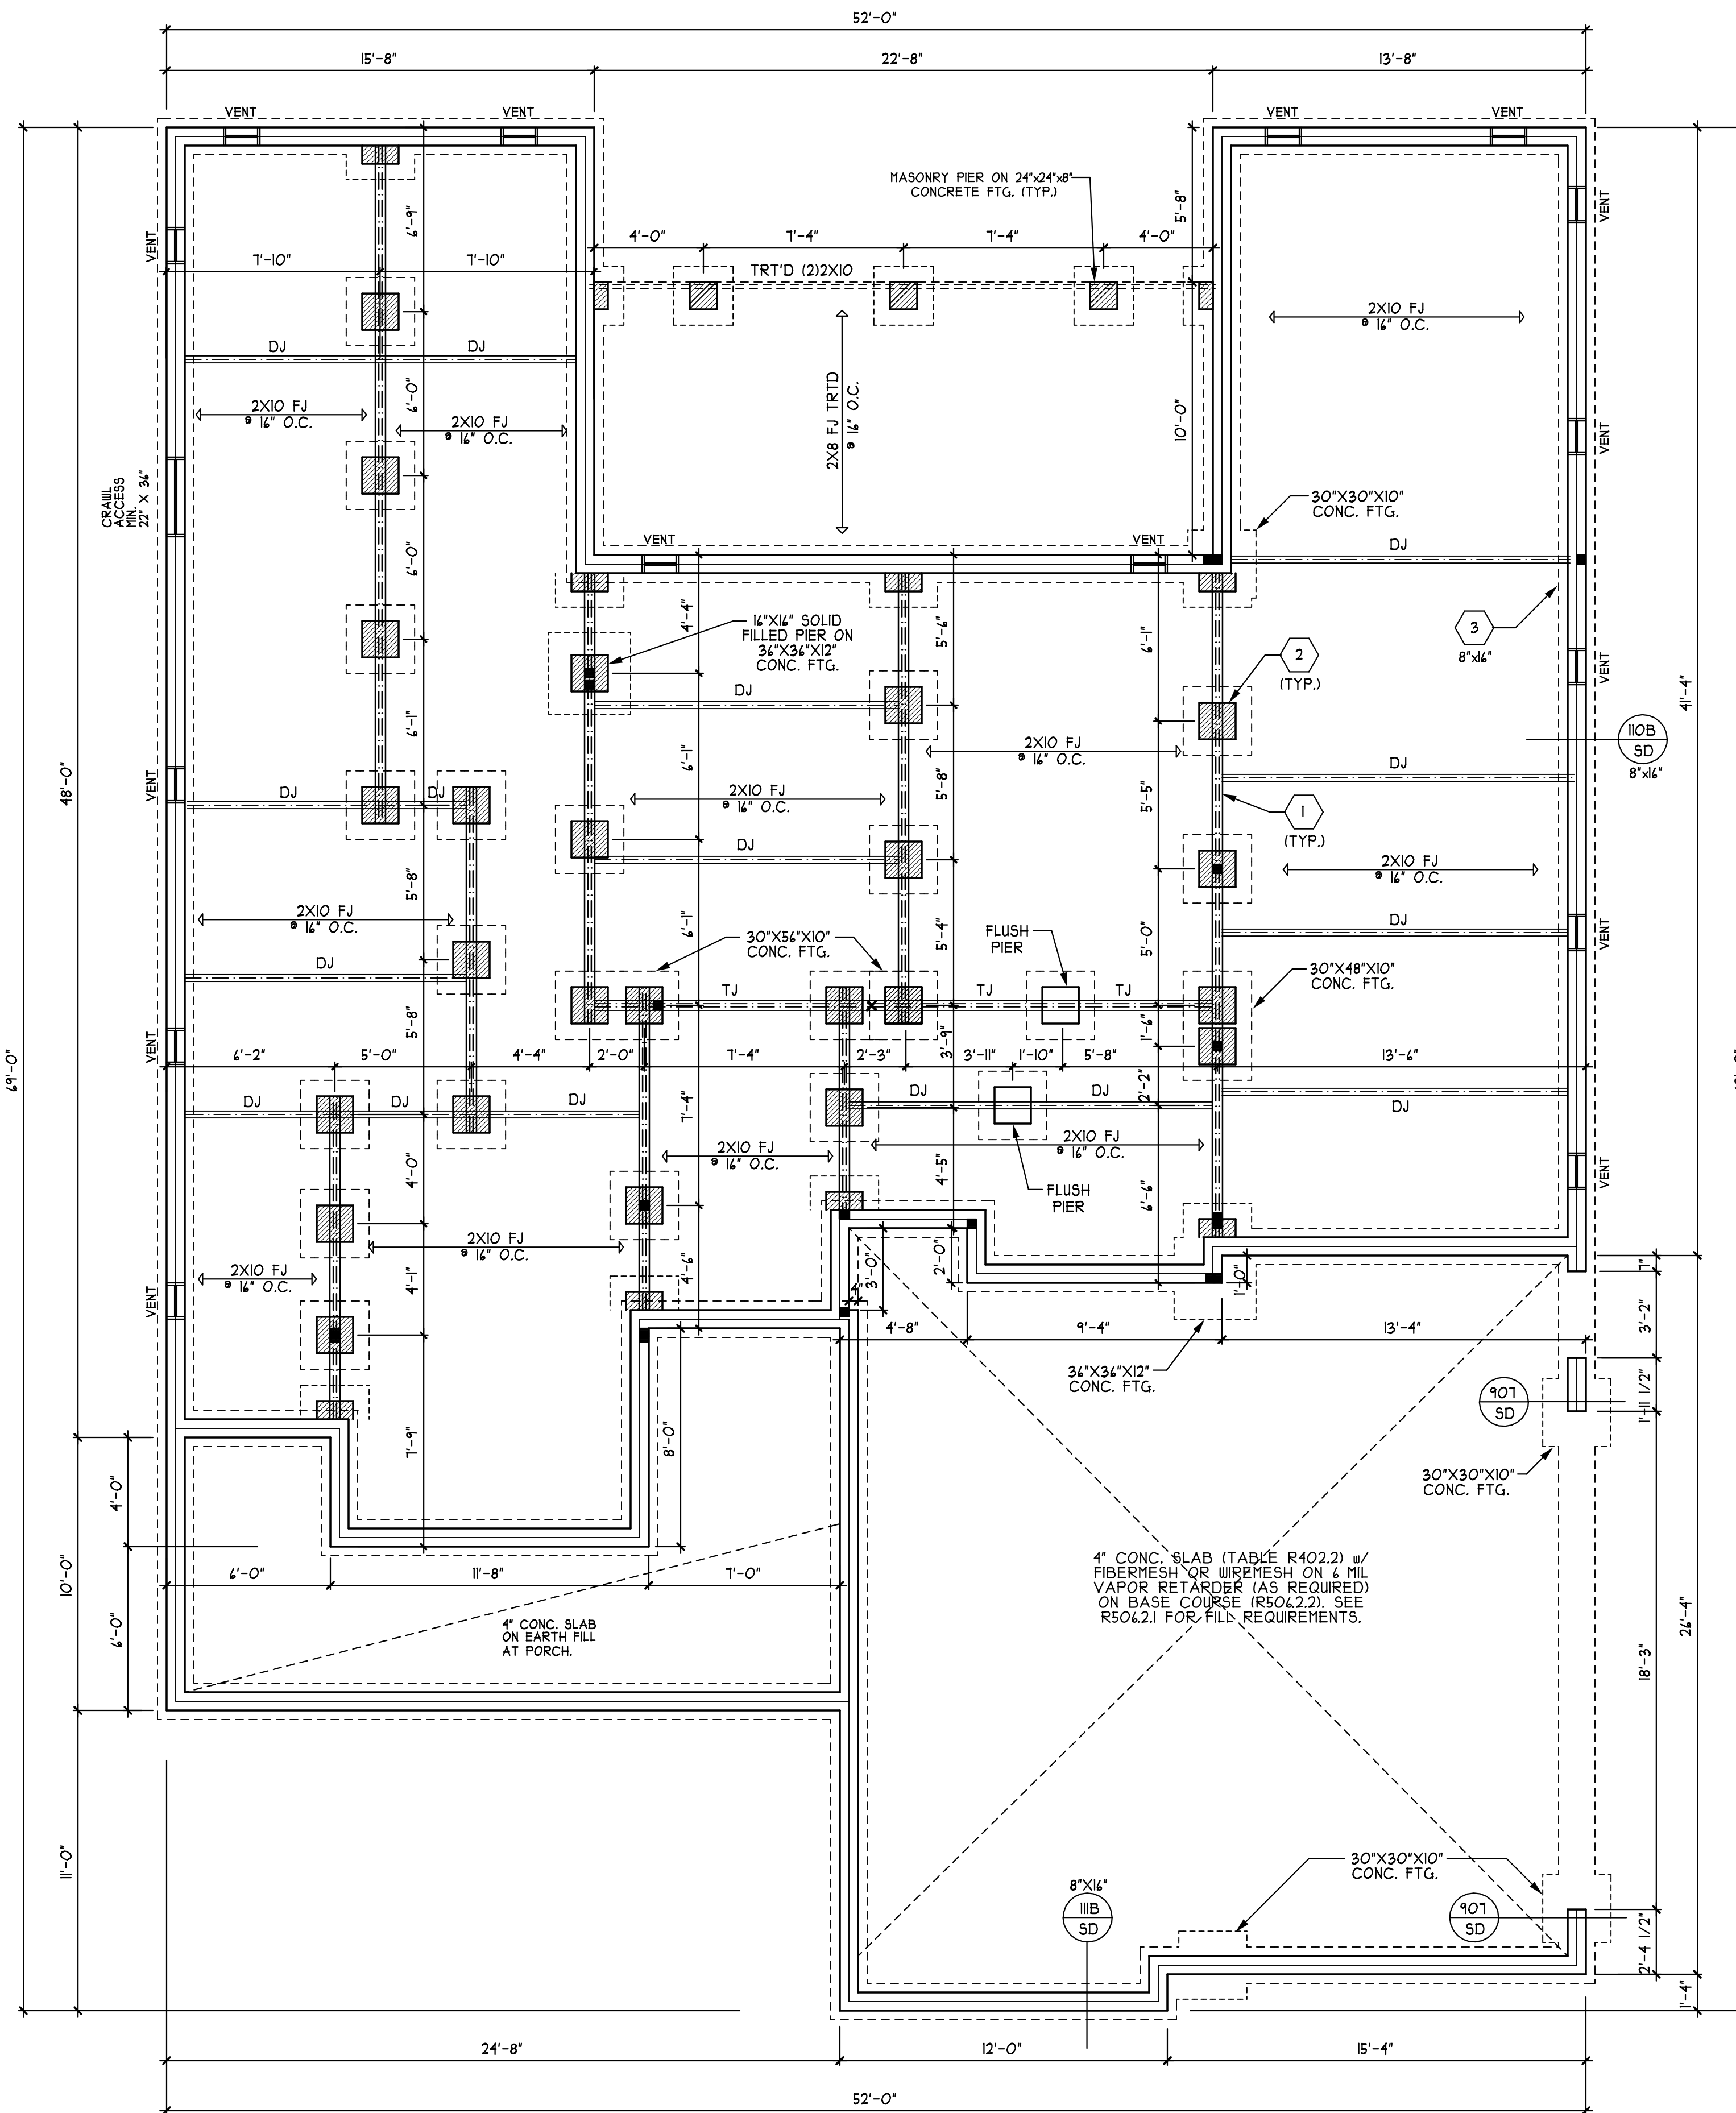 52'-0"
15'-8"
22'-8"
13'-8"
VENT
VENT
VENT
VENT
MASONRY PIER ON 24"x24"x8"
CONCRETE FTG. (TYP.)
5'-8"
6'-9"
VENT
VENT
4'-0"
7'-4"
7'-4"
4'-0"
7'-10"
7'-10"
TRT'D (2)2X10
2X10 FJ
@ 16" O.C.
DJ
DJ
6'-0"
2X10 FJ
@ 16" O.C.
2X10 FJ
@ 16" O.C.
2X8 FJ TRTD
@ 16" O.C.
10'-0"
VENT
CRAWL
ACCESS
MIN.
22" X 36"
30"X30"X10"
CONC. FTG.
6'-0"
VENT
VENT
DJ
4'-4"
16"X16" SOLID
FILLED PIER ON
36"X36"X12"
CONC. FTG.
5'-6"
6'-1"
2
(TYP.)
3
8"x16"
VENT
41'-4"
6'-1"
DJ
6'-1"
2X10 FJ
@ 16" O.C.
110B
SD
8"x16"
48'-0"
VENT
DJ
DJ
2X10 FJ
@ 16" O.C.
5'-8"
5'-5"
DJ
1
(TYP.)
DJ
5'-8"
2X10 FJ
@ 16" O.C.
2X10 FJ
@ 16" O.C.
6'-1"
30"X56"X10"
CONC. FTG.
5'-4"
FLUSH
PIER
5'-0"
DJ
VENT
DJ
30"X48"X10"
CONC. FTG.
TJ
TJ
TJ
5'-8"
VENT
69'-0"
6'-2"
5'-0"
4'-4"
2'-0"
7'-4"
2'-3"
3'-9"
3'-11"
1'-10"
5'-8"
1'-6"
13'-6"
DJ
DJ
DJ
7'-4"
DJ
DJ
2'-2"
DJ
4'-0"
2X10 FJ
@ 16" O.C.
4'-5"
2X10 FJ
@ 16" O.C.
VENT
FLUSH
PIER
6'-6"
2X10 FJ
@ 16" O.C.
2X10 FJ
@ 16" O.C.
VENT
4'-1"
4'-6"
4"
3'-0"
2'-0"
1'-0"
7"
4'-8"
9'-4"
13'-4"
3'-2"
36"X36"X12"
CONC. FTG.
907
SD
1'-11 1/2"
7'-9"
8'-0"
30"X30"X10"
CONC. FTG.
4'-0"
10'-0"
6'-0"
6'-0"
11'-8"
7'-0"
4" CONC. SLAB
ON EARTH FILL
AT PORCH.
4" CONC. SLAB (TABLE R402.2) w/
FIBERMESH OR WIREMESH ON 6 MIL
VAPOR RETARDER (AS REQUIRED)
ON BASE COURSE (R506.2.2). SEE
R506.2.1 FOR FILL REQUIREMENTS.
18'-3"
26'-4"
11'-0"
30"X30"X10"
CONC. FTG.
8"X16"
111B
SD
907
SD
2'-4 1/2"
1'-4"
24'-8"
12'-0"
15'-4"
52'-0"